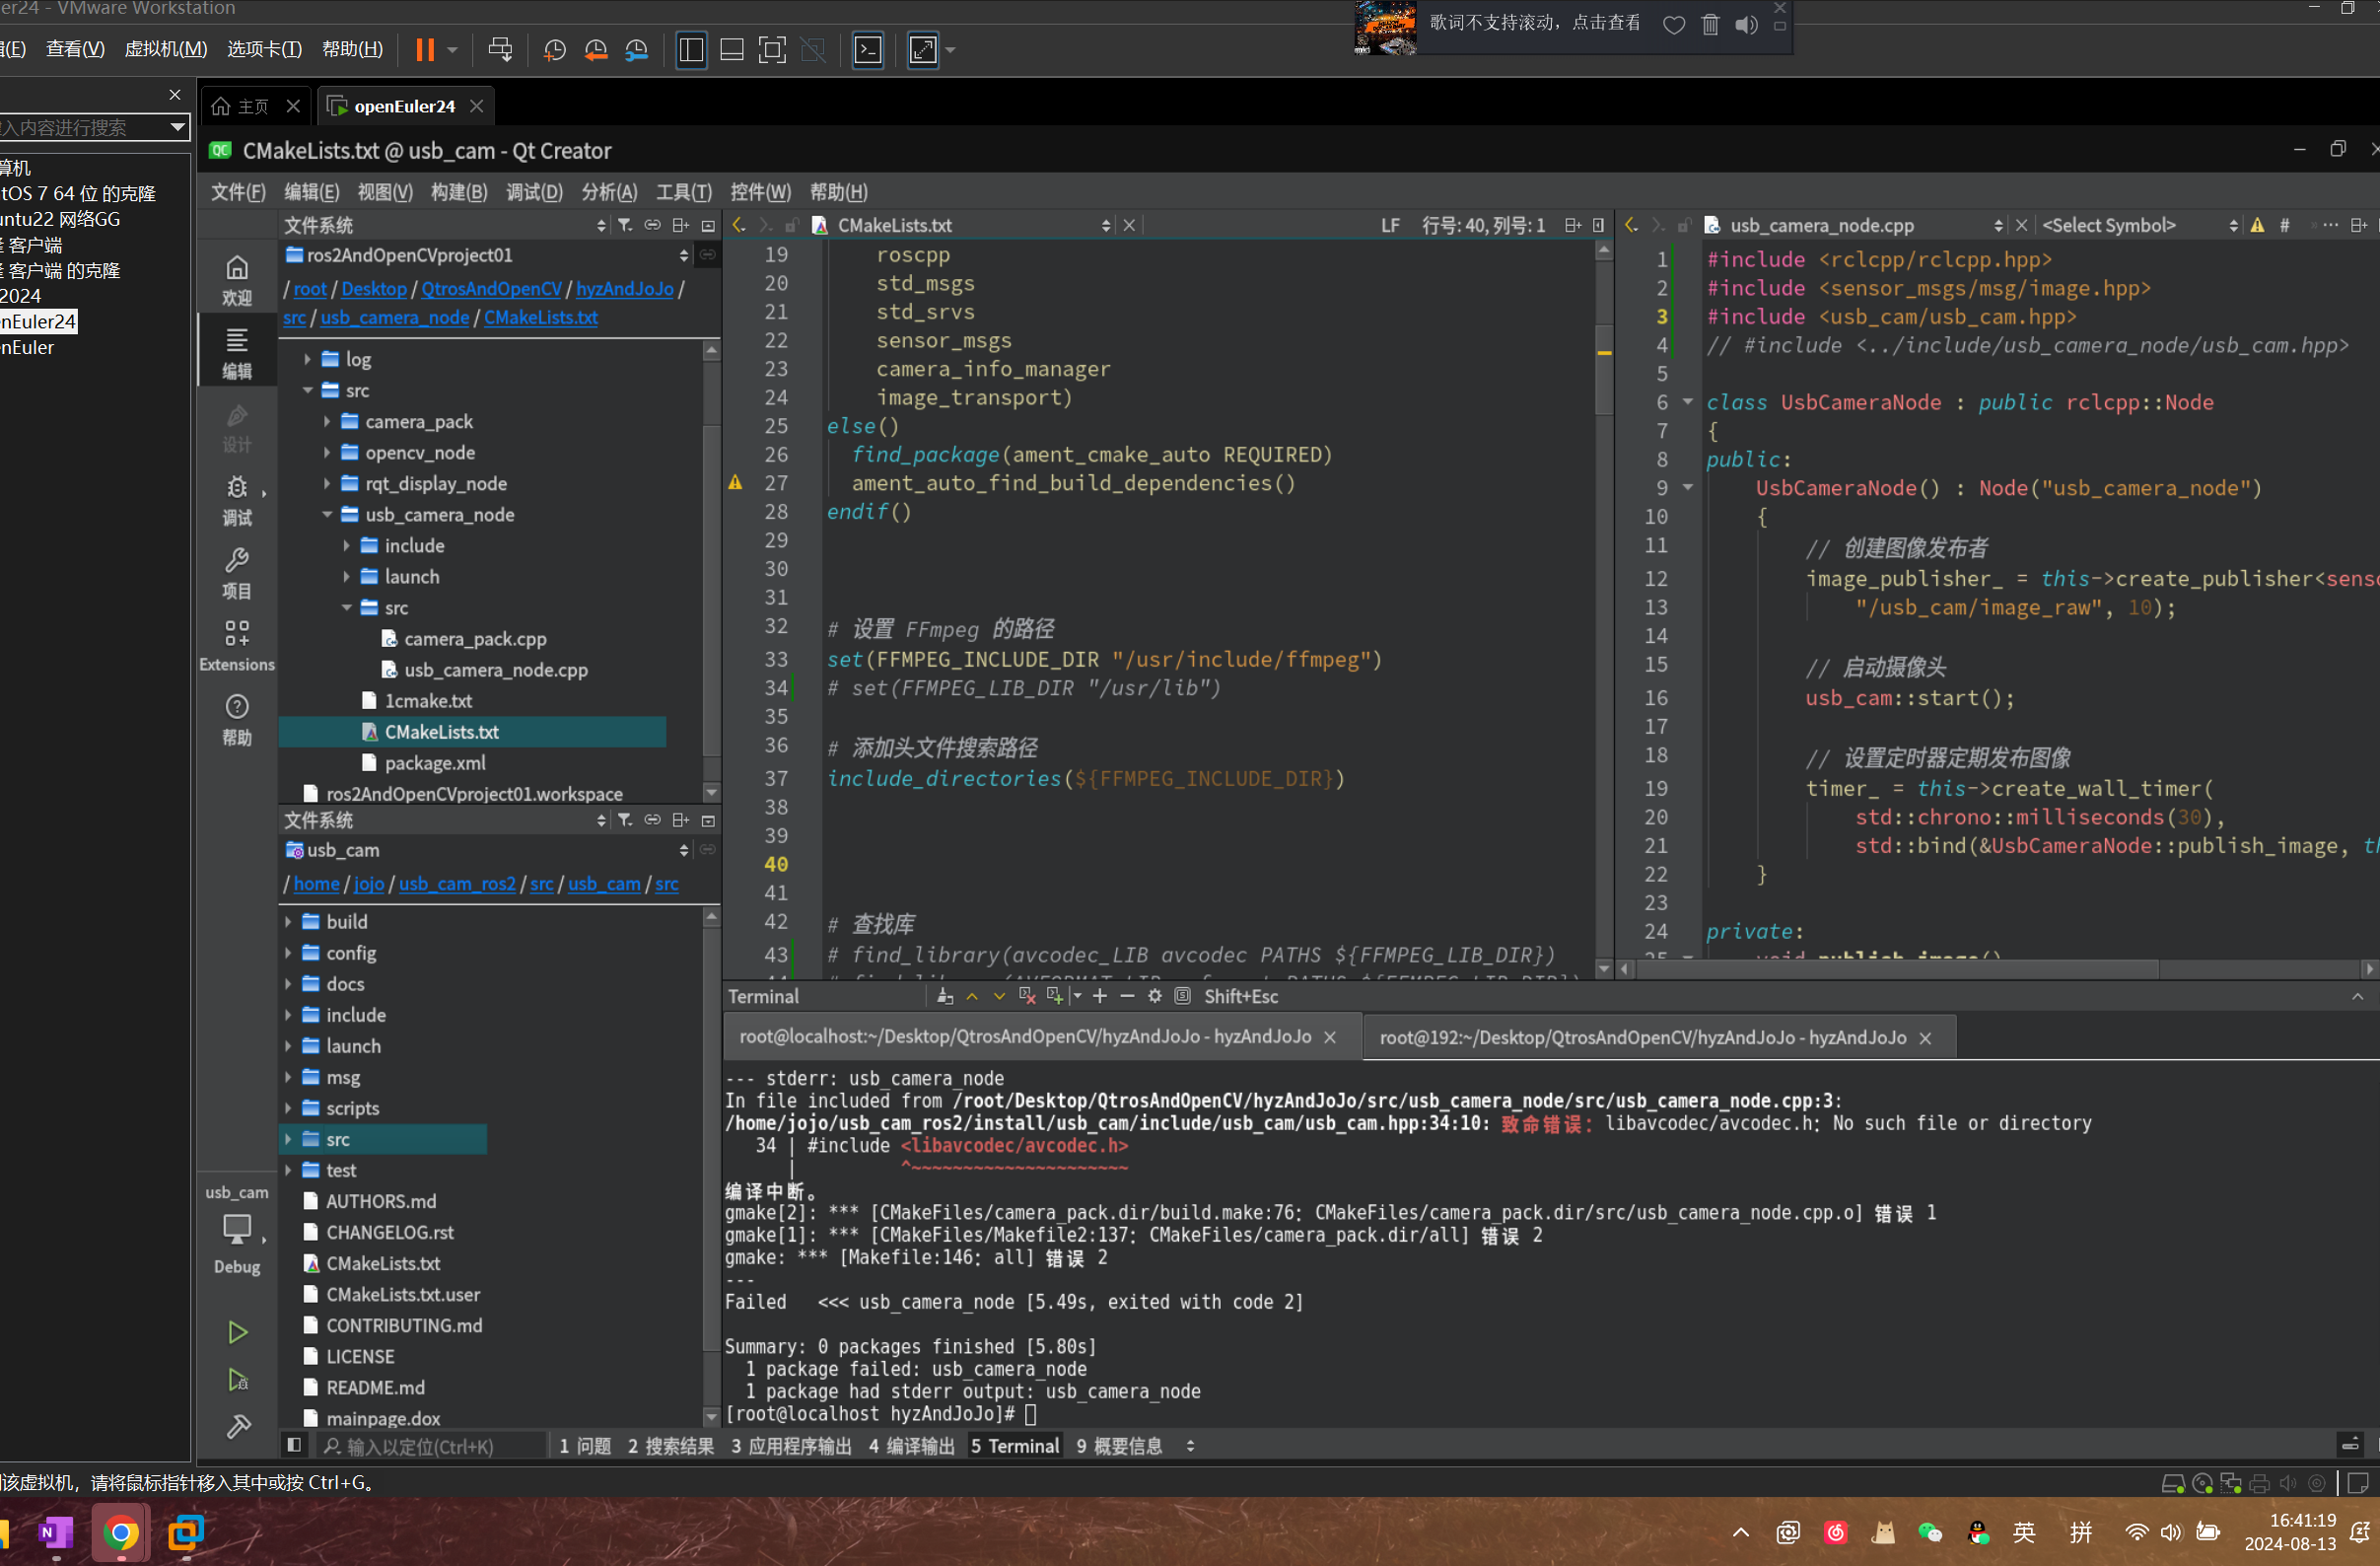 er24 - VMware Workstation
(E) 查看(V) 虚拟机(M) 选项卡(T) 帮助(H)
歌词不支持滚动，点击查看
入内容进行搜索
算机
tOS 7 64 位 的克隆
untu22 网络GG
客户端
客户端 的克隆
2024
nEuler24
nEuler
主页
openEuler24
QC CMakeLists.txt @ usb_cam - Qt Creator
文件(F) 编辑(E) 视图(V) 构建(B) 调试(D) 分析(A) 工具(T) 控件(W) 帮助(H)
欢迎
编辑
设计
调试
项目
Extensions
帮助
usb_cam
Debug
文件系统
ros2AndOpenCVproject01
/ root / Desktop / QtrosAndOpenCV / hyzAndJoJo /
src / usb_camera_node / CMakeLists.txt
log
src
camera_pack
opencv_node
rqt_display_node
usb_camera_node
include
launch
src
camera_pack.cpp
usb_camera_node.cpp
1cmake.txt
CMakeLists.txt
package.xml
ros2AndOpenCVproject01.workspace
文件系统
usb_cam
/ home / jojo / usb_cam_ros2 / src / usb_cam / src
build
config
docs
include
launch
msg
scripts
src
test
AUTHORS.md
CHANGELOG.rst
CMakeLists.txt
CMakeLists.txt.user
CONTRIBUTING.md
LICENSE
README.md
mainpage.dox
CMakeLists.txt LF 行号: 40, 列号: 1
19 roscpp
20 std_msgs
21 std_srvs
22 sensor_msgs
23 camera_info_manager
24 image_transport)
25 else()
26 find_package(ament_cmake_auto REQUIRED)
27 ament_auto_find_build_dependencies()
28 endif()
29
30
31
32 # 设置 FFmpeg 的路径
33 set(FFMPEG_INCLUDE_DIR "/usr/include/ffmpeg")
34 # set(FFMPEG_LIB_DIR "/usr/lib")
35
36 # 添加头文件搜索路径
37 include_directories(${FFMPEG_INCLUDE_DIR})
38
39
40
41
42 # 查找库
43 # find_library(avcodec_LIB avcodec PATHS ${FFMPEG_LIB_DIR})
usb_camera_node.cpp <Select Symbol> #
1 #include <rclcpp/rclcpp.hpp>
2 #include <sensor_msgs/msg/image.hpp>
3 #include <usb_cam/usb_cam.hpp>
4 // #include <../include/usb_camera_node/usb_cam.hpp>
5
6 class UsbCameraNode : public rclcpp::Node
7 {
8 public:
9 UsbCameraNode() : Node("usb_camera_node")
10 {
11 // 创建图像发布者
12 image_publisher_ = this->create_publisher<senso
13 "/usb_cam/image_raw", 10);
14
15 // 启动摄像头
16 usb_cam::start();
17
18 // 设置定时器定期发布图像
19 timer_ = this->create_wall_timer(
20 std::chrono::milliseconds(30),
21 std::bind(&UsbCameraNode::publish_image, th
22 }
23
24 private:
25 void publish_image()
Terminal Shift+Esc
root@localhost:~/Desktop/QtrosAndOpenCV/hyzAndJoJo - hyzAndJoJo
root@192:~/Desktop/QtrosAndOpenCV/hyzAndJoJo - hyzAndJoJo
--- stderr: usb_camera_node
In file included from /root/Desktop/QtrosAndOpenCV/hyzAndJoJo/src/usb_camera_node/src/usb_camera_node.cpp:3:
/home/jojo/usb_cam_ros2/install/usb_cam/include/usb_cam/usb_cam.hpp:34:10: 致命错误：libavcodec/avcodec.h：No such file or directory
34 | #include <libavcodec/avcodec.h>
| ^~~~~~~~~~~~~~~~~~~~~~
编译中断。
gmake[2]: *** [CMakeFiles/camera_pack.dir/build.make:76：CMakeFiles/camera_pack.dir/src/usb_camera_node.cpp.o] 错误 1
gmake[1]: *** [CMakeFiles/Makefile2:137：CMakeFiles/camera_pack.dir/all] 错误 2
gmake: *** [Makefile:146：all] 错误 2
---
Failed <<< usb_camera_node [5.49s, exited with code 2]
Summary: 0 packages finished [5.80s]
1 package failed: usb_camera_node
1 package had stderr output: usb_camera_node
[root@localhost hyzAndJoJo]#
输入以定位(Ctrl+K) 1 问题 2 搜索结果 3 应用程序输出 4 编译输出 5 Terminal 9 概要信息
该虚拟机，请将鼠标指针移入其中或按 Ctrl+G。
英 拼
16:41:19
2024-08-13